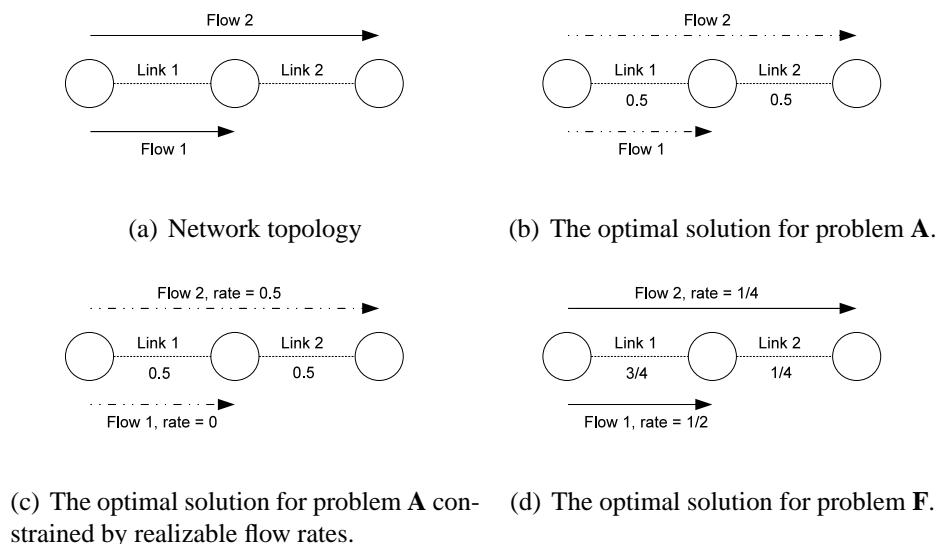 Flow 2
Link 1
Link 2
Flow 1
(a) Network topology
Flow 2
Link 1
Link 2
0.5
0.5
Flow 1
(b) The optimal solution for problem A.
Flow 2, rate = 0.5
Link 1
Link 2
0.5
0.5
Flow 1, rate = 0
(c) The optimal solution for problem A con-
strained by realizable flow rates.
Flow 2, rate = 1/4
Link 1
Link 2
3/4
1/4
Flow 1, rate = 1/2
(d) The optimal solution for problem F.